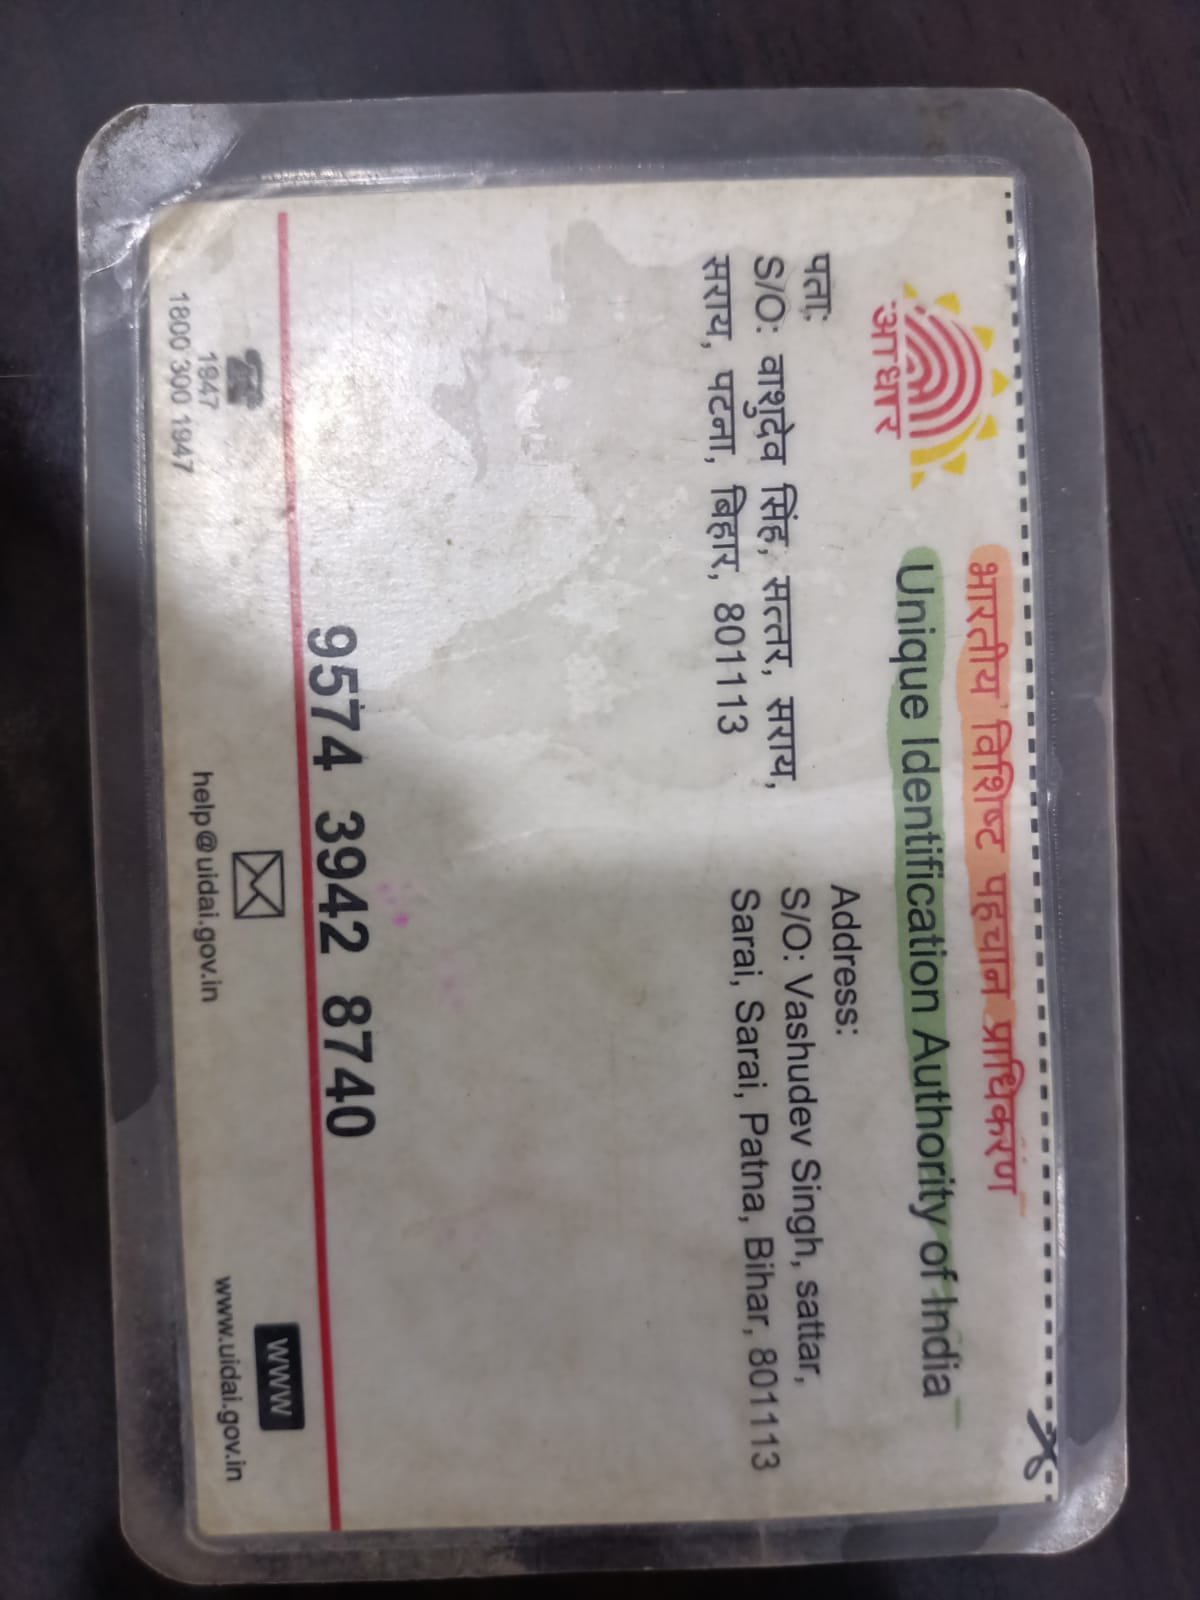 भारतीय विशिष्ट पहचान प्राधिकरण
Unique Identification Authority of India
आधार
पता:
S/O: वाशुदेव सिंह, सत्तर, सराय,
सराय, पटना, बिहार, 801113
Address:
S/O: Vashudev Singh, sattar,
Sarai, Sarai, Patna, Bihar, 801113
9574 3942 8740
1947
1800 300 1947
help@uidai.gov.in
WWW
www.uidai.gov.in